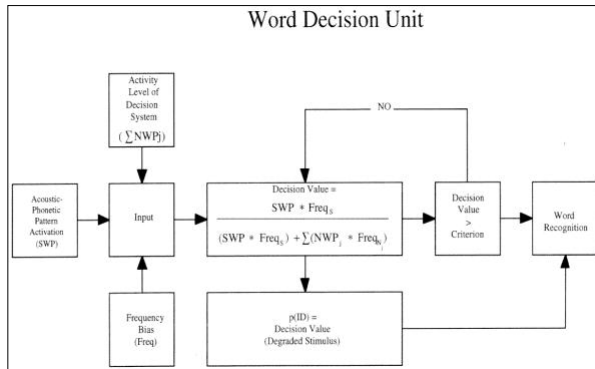 Word Decision Unit
Activity
Level of
Decision
System
(∑NWPj)
NO
Acoustic-
Phonetic
Pattern
Activation
(SWP)
Input
Decision Value =
SWP * Freqₛ
(SWP * Freqₛ) + ∑(NWPⱼ * Freq_Nⱼ)
Decision
Value
>
Criterion
Word
Recognition
Frequency
Bias
(Freq)
p(ID) =
Decision Value
(Degraded Stimulus)